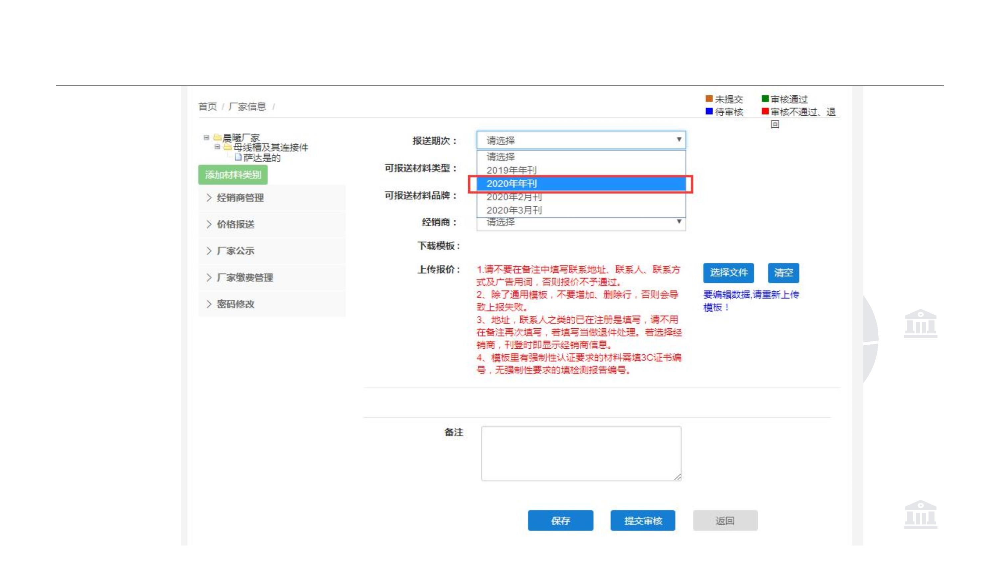 首页 / 厂家信息 /
未提交
审核通过
待审核
审核不通过、退
回
晨曦厂家
母线槽及其连接件
萨达是的
添加材料类别
经销商管理
价格报送
厂家公示
厂家缴费管理
密码修改
报送期次：
请选择
请选择
2019年年刊
2020年年刊
2020年2月刊
2020年3月刊
可报送材料类型：
可报送材料品牌：
经销商：
请选择
下载模板：
上传报价：
1.请不要在备注中填写联系地址、联系人、联系方
式及广告用词，否则报价不予通过。
2、除了通用模板，不要增加、删除行，否则会导
致上报失败。
3、地址，联系人之类的已在注册是填写，请不用
在备注再次填写，若填写当做退件处理。若选择经
销商，刊登时即显示经销商信息。
4、模板里有强制性认证要求的材料需填3C证书编
号，无强制性要求的填检测报告编号。
选择文件
清空
要编辑数据,请重新上传
模板！
备注
保存
提交审核
返回